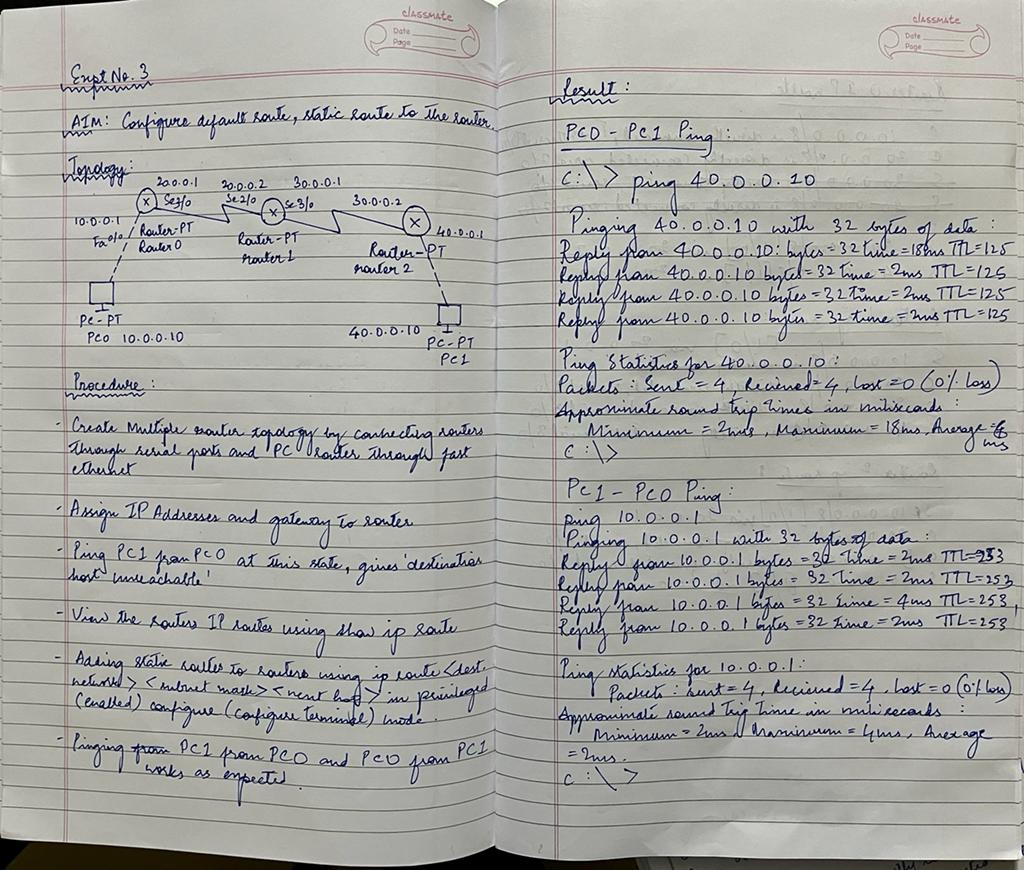 classmate
Date
Page
Expt No. 3
AIM: Configure default route, static route to the router.
Topology:
20.0.0.1 20.0.0.2 30.0.0.1
Se2/0 Se2/0 Se3/0 30.0.0.2
10.0.0.1 40.0.0.1
Fa0/0 Router-PT Router-PT Router-PT
Router0 router 1 router 2
PC-PT 40.0.0.10 PC-PT
PC0 10.0.0.10 PC1
Procedure:
- Create Multiple router topology by connecting routers
through serial ports and PC router through fast
ethernet
- Assign IP Addresses and gateway to router
- Ping PC1 from PC0 at this state, gives 'destination
host unreachable'
- View the routers IP routes using show ip route
- Adding static routes to routers using ip route <dest.
network> <subnet mask> <next hop> in privileged
(enabled) configure (configure terminal) mode.
- Pinging from PC1 from PC0 and PC0 from PC1
works as expected.
classmate
Date
Page
Result:
PC0 - PC1 Ping:
C:\> ping 40.0.0.10
Pinging 40.0.0.10 with 32 bytes of data:
Reply from 40.0.0.10: bytes=32 time=18ms TTL=125
Reply from 40.0.0.10 bytes=32 time=2ms TTL=125
Reply from 40.0.0.10 bytes=32 Time=2ms TTL=125
Reply from 40.0.0.10 bytes=32 time=2ms TTL=125
Ping Statistics for 40.0.0.10:
Packets: Sent=4, Recieved=4, Lost=0 (0% Loss)
Approximate round trip times in miliseconds:
Minimum = 2ms, Maximum = 18ms, Average =
ms
C:\>
PC1 - PC0 Ping:
ping 10.0.0.1
Pinging 10.0.0.1 with 32 bytes of data:
Reply from 10.0.0.1 bytes=32 Time=2ms TTL=253
Reply from 10.0.0.1 bytes=32 Time=2ms TTL=253
Reply from 10.0.0.1 bytes=32 time=4ms TTL=253,
Reply from 10.0.0.1 bytes=32 time=2ms TTL=253
Ping statistics for 10.0.0.1:
Packets: sent=4, Recieved=4, Lost=0 (0% loss)
Approximate round Trip Time in miliseconds:
Minimum=2ms, Maximum=4ms, Average
=2ms.
C:\>